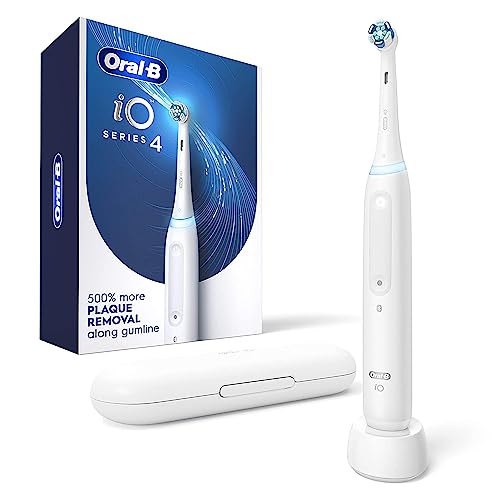 Oral-B
iO
SERIES 4
Oral-B
500% more
PLAQUE
REMOVAL
along gumline
Oral-B
iO